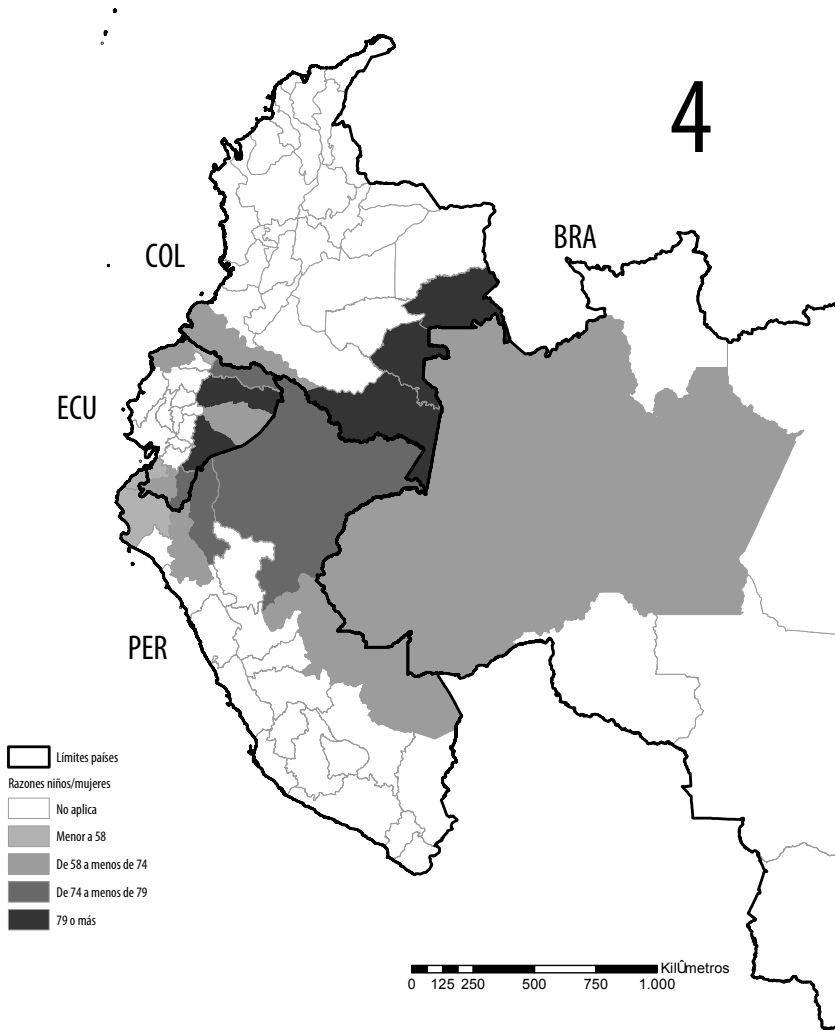 4
BRA
COL
ECU
PER
Límites países
Razones niños/mujeres
No aplica
Menor a 58
De 58 a menos de 74
De 74 a menos de 79
79 o más
KilÛmetros
0 125 250 500 750 1.000